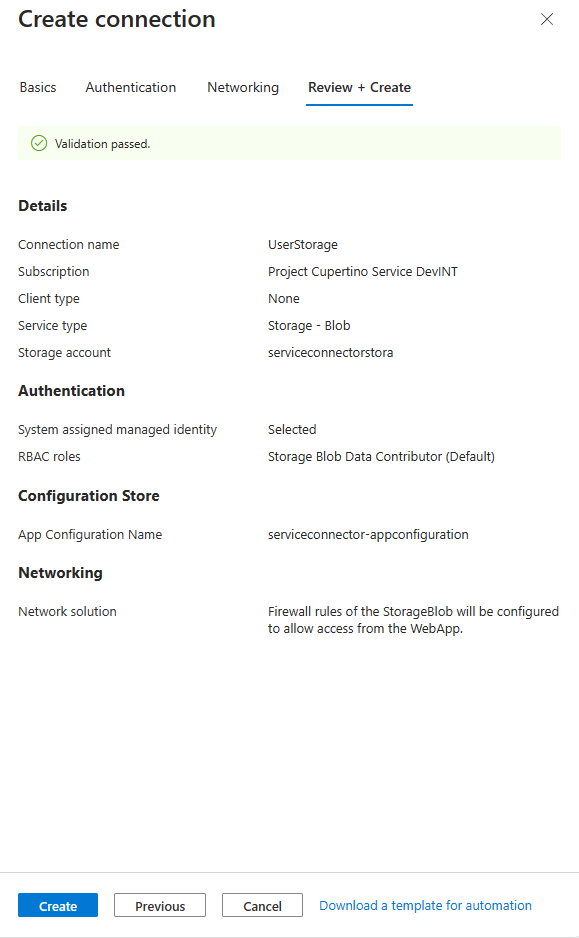 Create connection
Basics Authentication Networking Review + Create
Validation passed.
Details
Connection name UserStorage
Subscription Project Cupertino Service DevINT
Client type None
Service type Storage - Blob
Storage account serviceconnectorstora
Authentication
System assigned managed identity Selected
RBAC roles Storage Blob Data Contributor (Default)
Configuration Store
App Configuration Name serviceconnector-appconfiguration
Networking
Network solution Firewall rules of the StorageBlob will be configured
to allow access from the WebApp.
Create Previous Cancel Download a template for automation